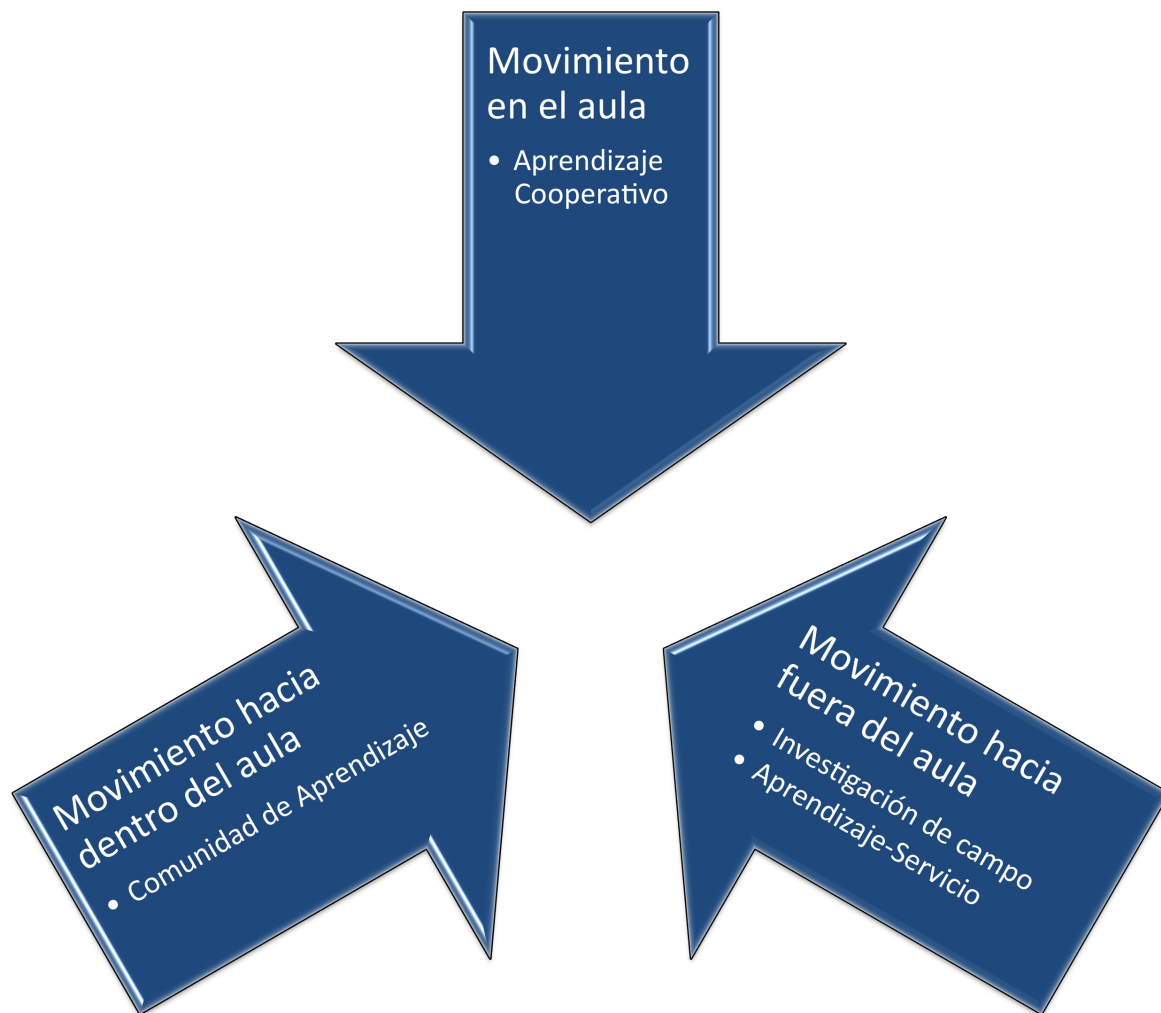 Movimiento
en el aula
• Aprendizaje
Cooperativo
Movimiento hacia
dentro del aula
• Comunidad de Aprendizaje
Movimiento hacia
fuera del aula
• Investigación de campo
• Aprendizaje-Servicio